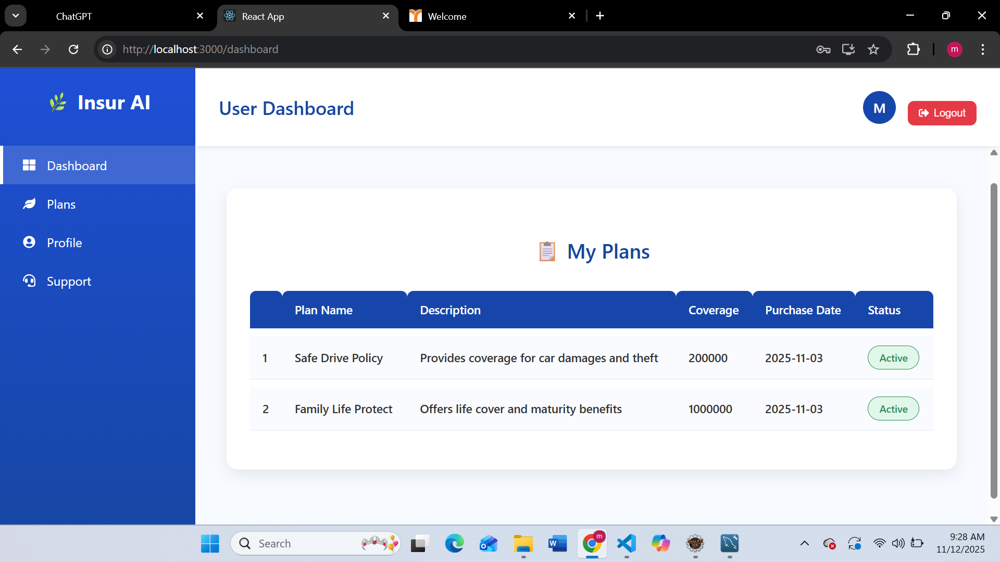 ChatGPT
React App
Welcome
http://localhost:3000/dashboard
m
Insur AI
User Dashboard
M
Logout
Dashboard
Plans
Profile
Support
My Plans
Plan Name Description Coverage Purchase Date Status
1 Safe Drive Policy Provides coverage for car damages and theft 200000 2025-11-03 Active
2 Family Life Protect Offers life cover and maturity benefits 1000000 2025-11-03 Active
Search
m
9:28 AM
11/12/2025